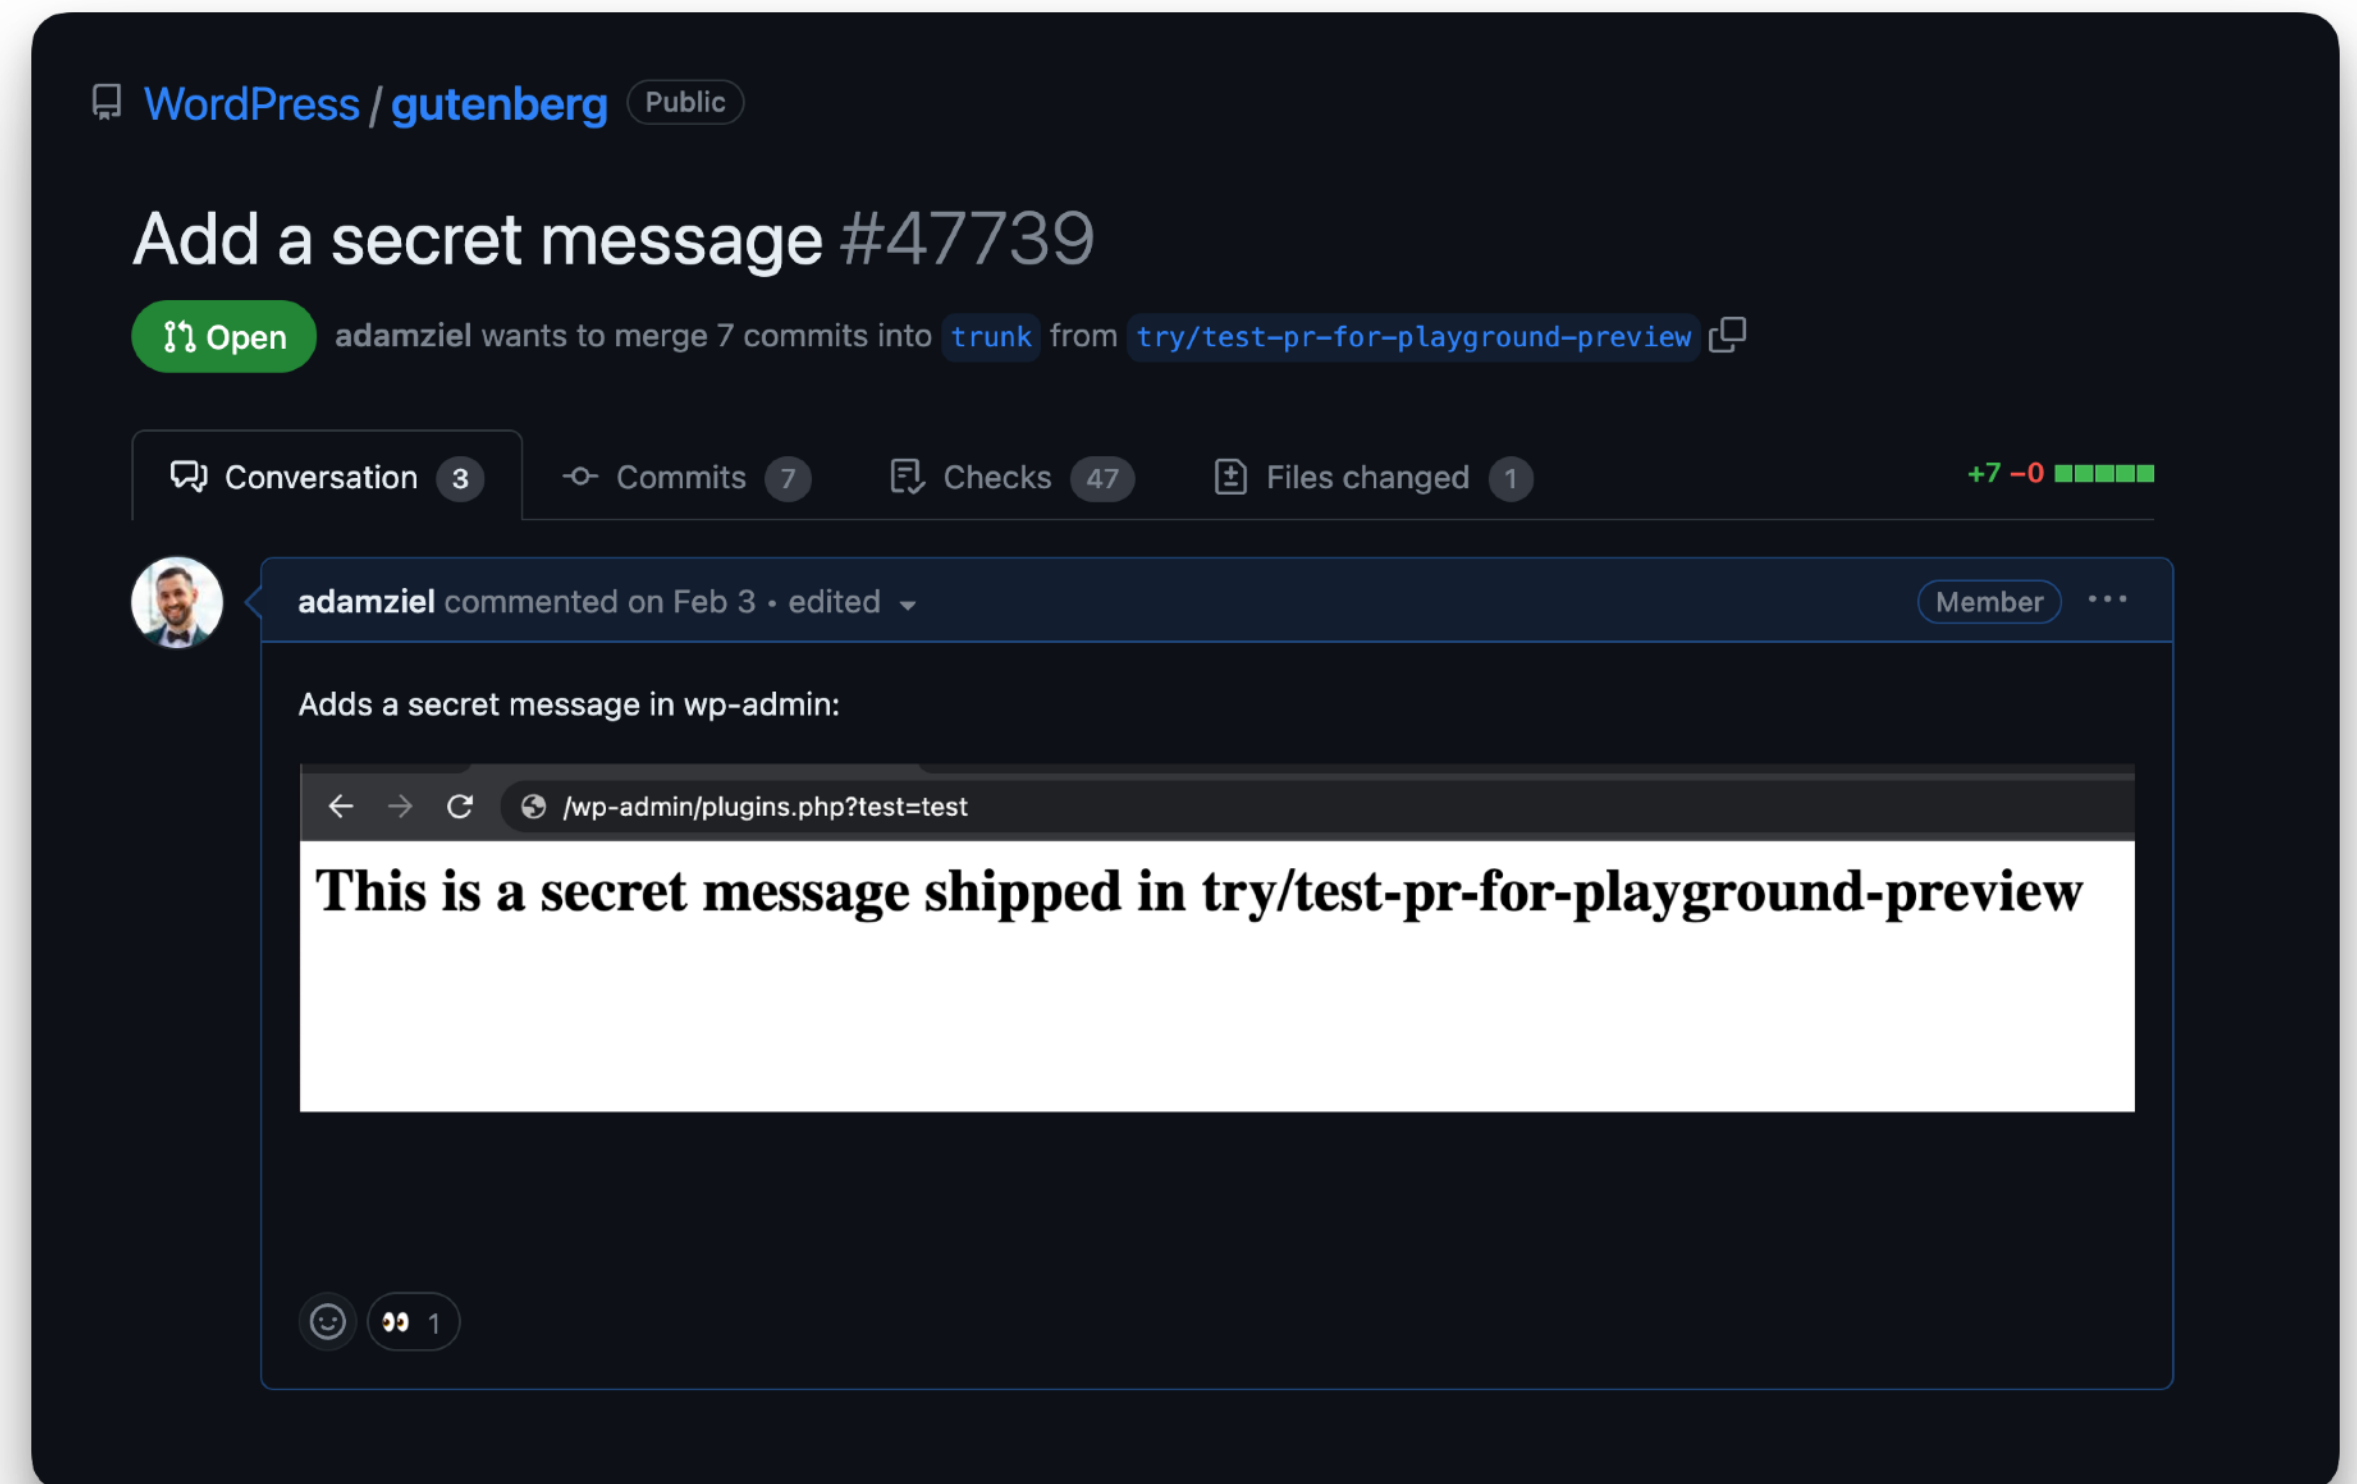 WordPress / gutenberg Public
Add a secret message #47739
Open adamziel wants to merge 7 commits into trunk from try/test-pr-for-playground-preview
Conversation 3 Commits 7 Checks 47 Files changed 1 +7 −0
adamziel commented on Feb 3 • edited Member
Adds a secret message in wp-admin:
/wp-admin/plugins.php?test=test
This is a secret message shipped in try/test-pr-for-playground-preview
👀 1